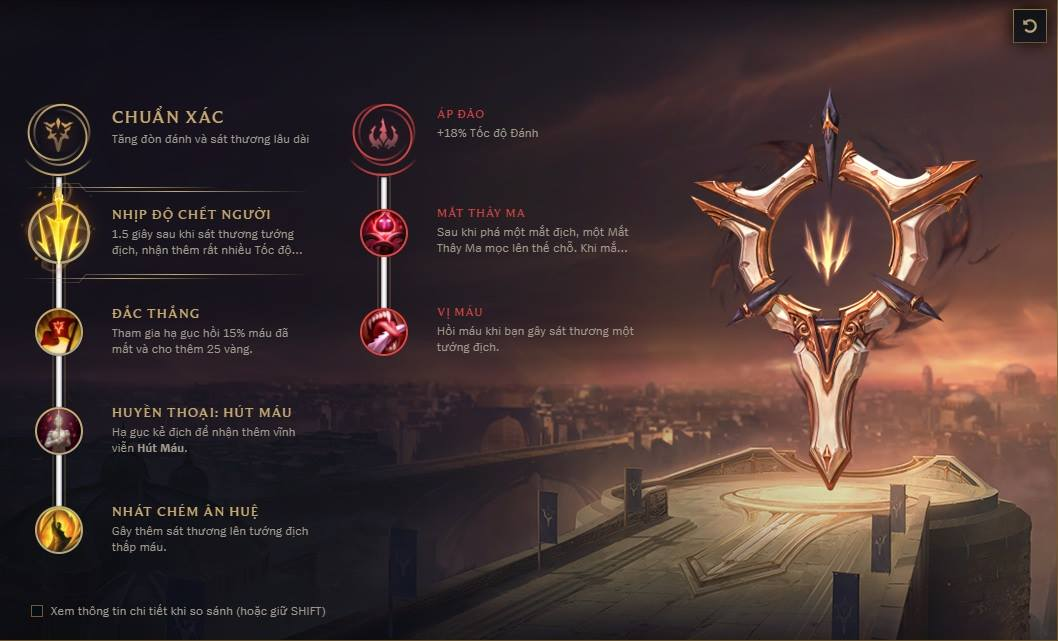 CHUẨN XÁC
Tăng đòn đánh và sát thương lâu dài
NHỊP ĐỘ CHẾT NGƯỜI
1.5 giây sau khi sát thương tướng
địch, nhận thêm rất nhiều Tốc độ...
ĐẮC THẮNG
Tham gia hạ gục hồi 15% máu đã
mất và cho thêm 25 vàng.
HUYỀN THOẠI: HÚT MÁU
Hạ gục kẻ địch để nhận thêm vĩnh
viễn Hút Máu.
NHÁT CHÉM ÂN HUỆ
Gây thêm sát thương lên tướng địch
thấp máu.
ÁP ĐẢO
+18% Tốc độ Đánh
MẮT THÂY MA
Sau khi phá một mắt địch, một Mắt
Thây Ma mọc lên thế chỗ. Khi mắ...
VỊ MÁU
Hồi máu khi bạn gây sát thương một
tướng địch.
Xem thông tin chi tiết khi so sánh (hoặc giữ SHIFT)